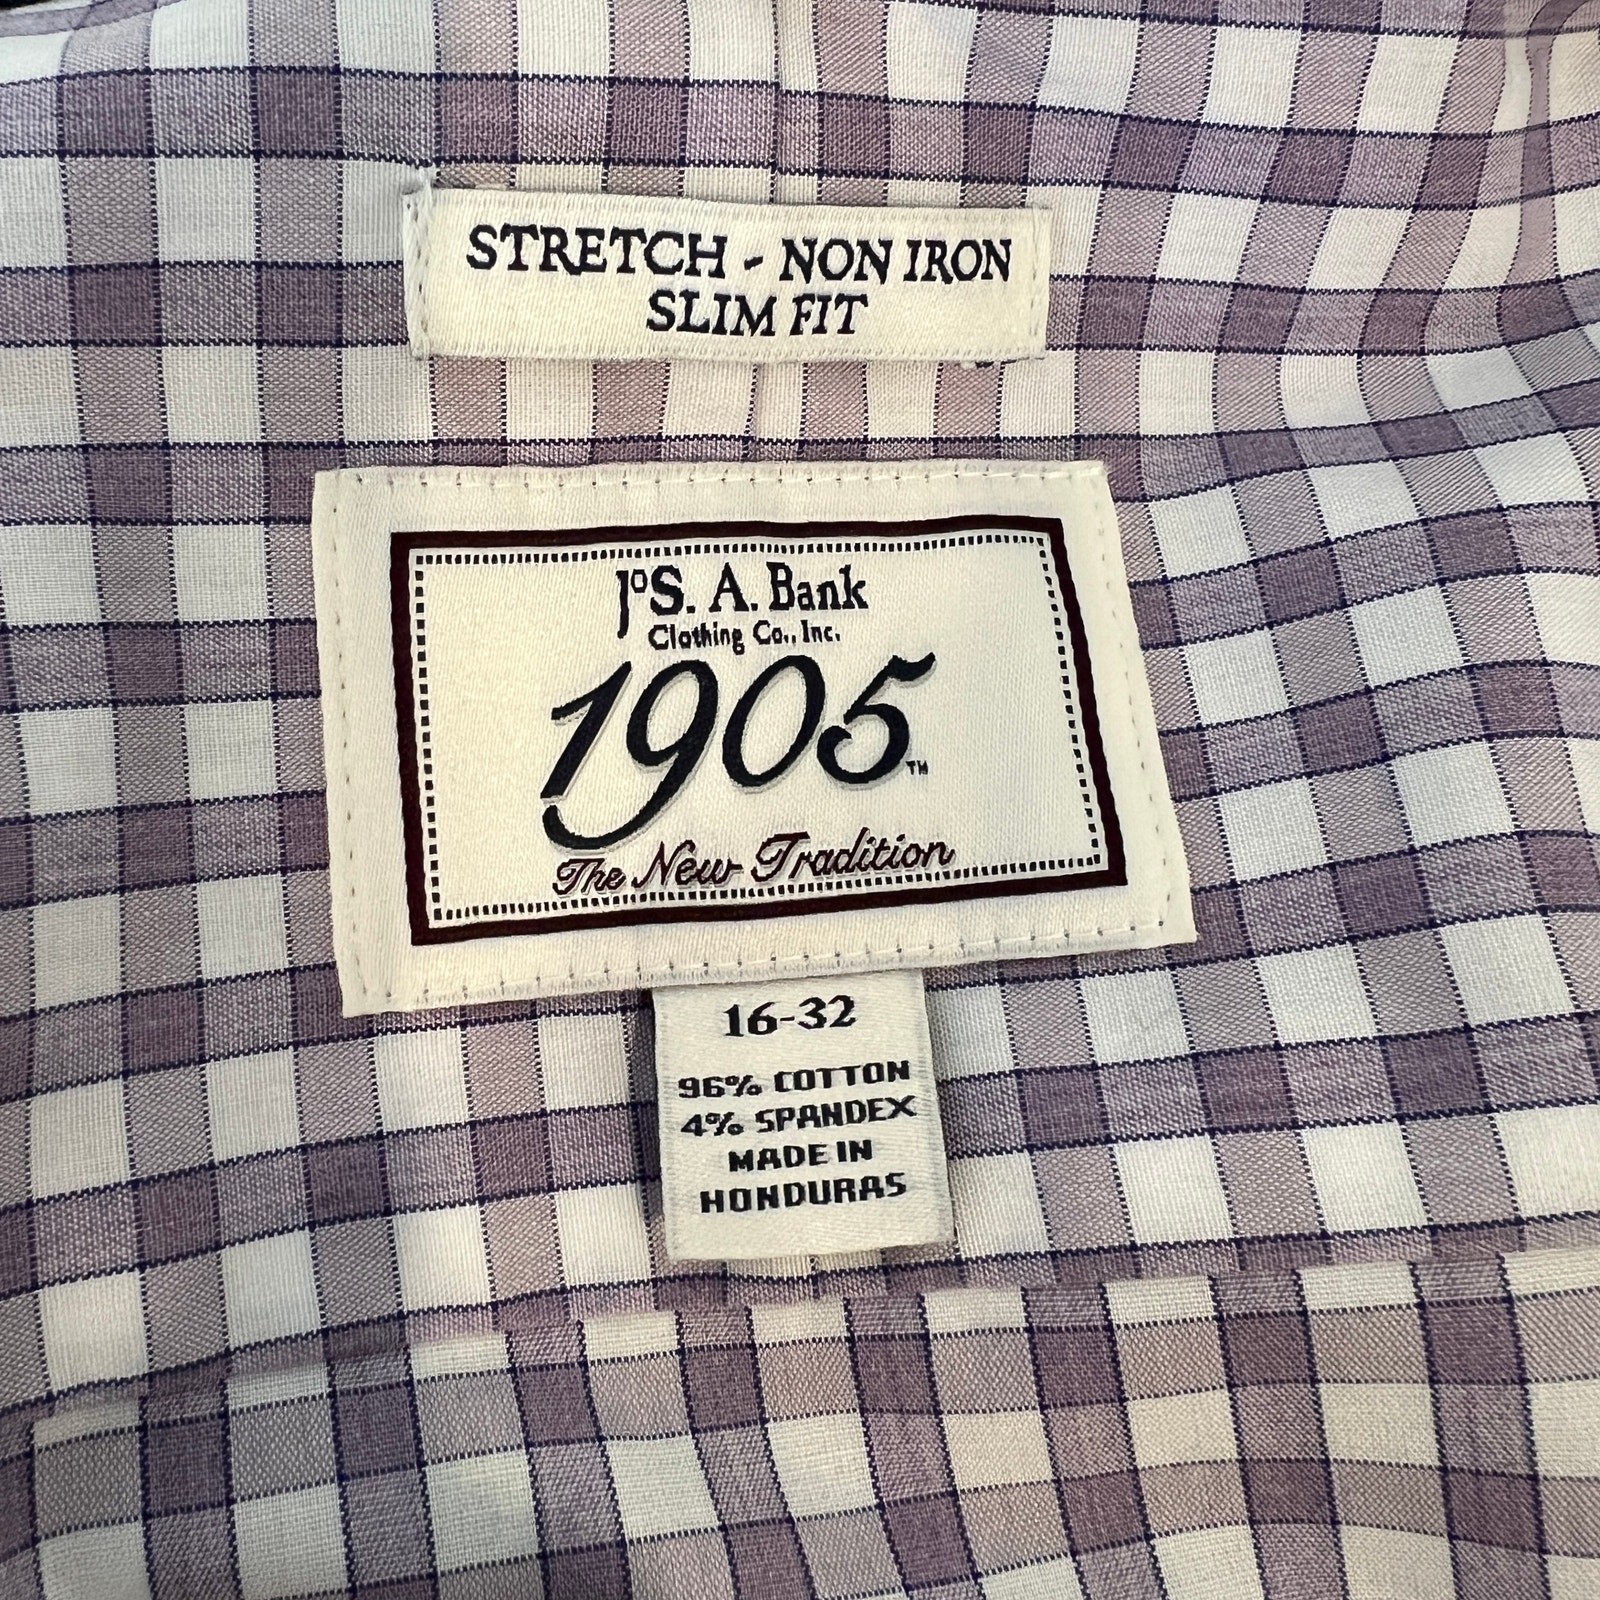 STRETCH - NON IRON
SLIM FIT
JoS. A. Bank
Clothing Co., Inc.
1905 TM
The New Tradition
16-32
96% COTTON
4% SPANDEX
MADE IN
HONDURAS